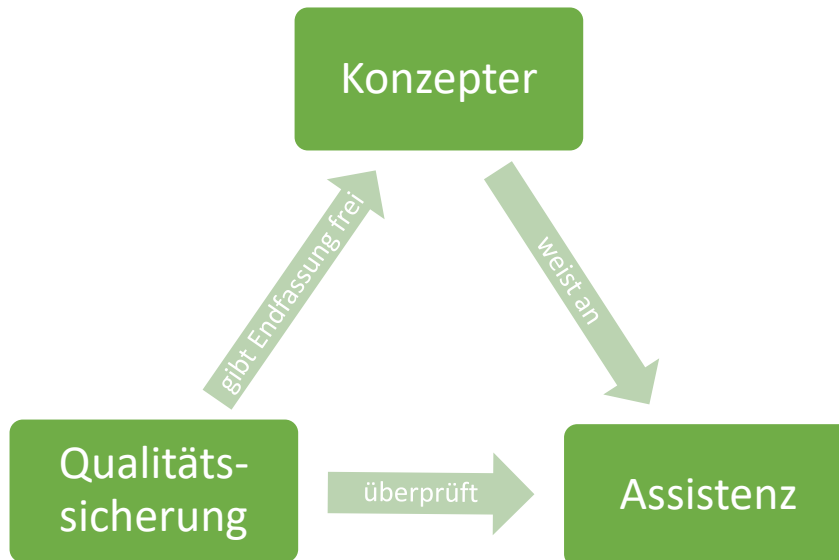 Konzepter
gibt Endfassung frei
weist an
Qualitäts-
sicherung
überprüft
Assistenz